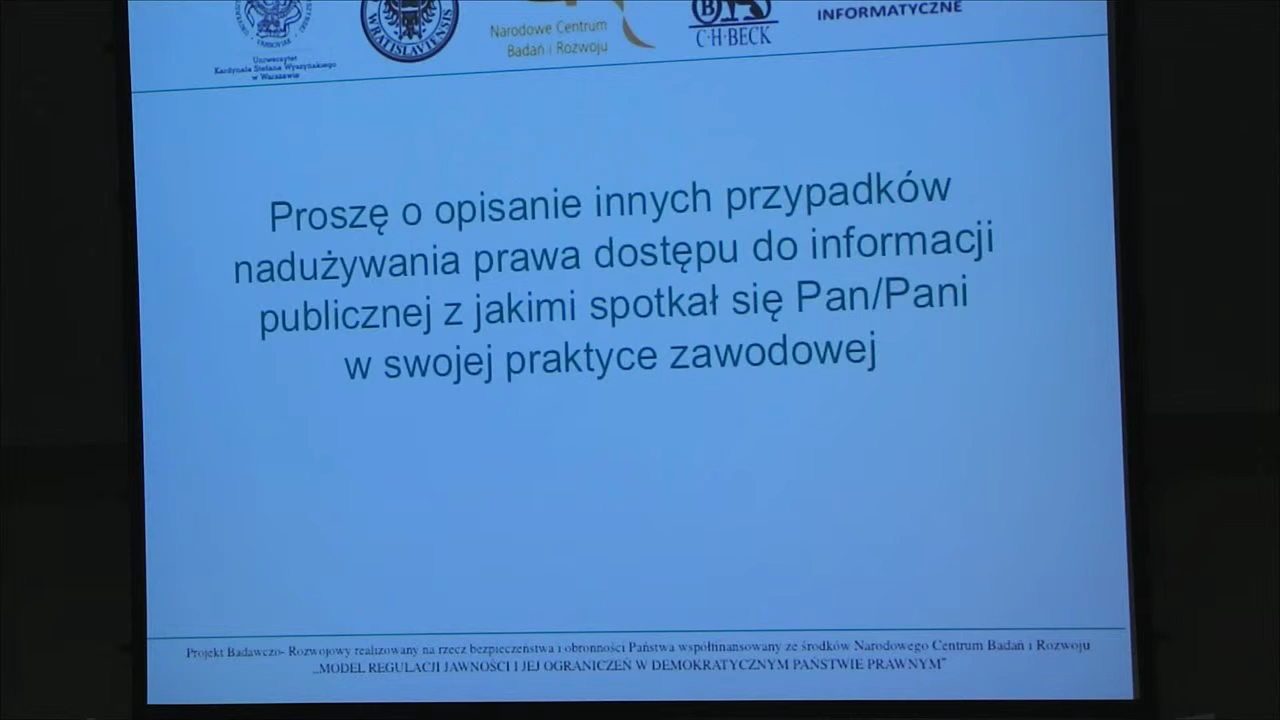 Uniwersytet
Kardynała Stefana Wyszyńskiego
w Warszawie
WRATISLAVIENSIS
Narodowe Centrum
Badań i Rozwoju
B
C·H·BECK
INFORMATYCZNE
Proszę o opisanie innych przypadków
nadużywania prawa dostępu do informacji
publicznej z jakimi spotkał się Pan/Pani
w swojej praktyce zawodowej
Projekt Badawczo- Rozwojowy realizowany na rzecz bezpieczeństwa i obronności Państwa współfinansowany ze środków Narodowego Centrum Badań i Rozwoju
„MODEL REGULACJI JAWNOŚCI I JEJ OGRANICZEŃ W DEMOKRATYCZNYM PAŃSTWIE PRAWNYM”